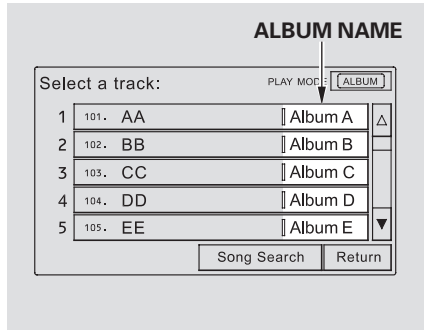 ALBUM NAME
Select a track: PLAY MODE ALBUM
1 101. AA Album A △
2 102. BB Album B
3 103. CC Album C
4 104. DD Album D
5 105. EE Album E ▼
Song Search Return